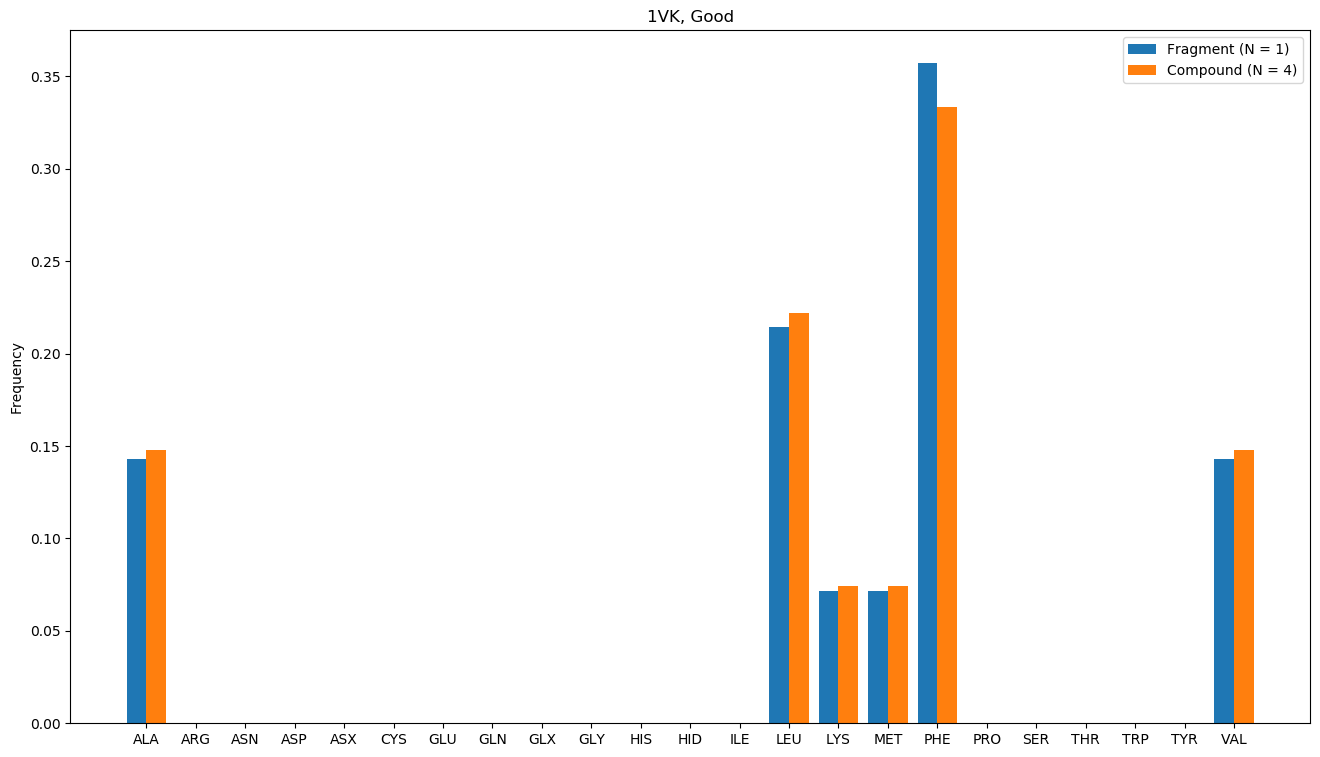 1VK, Good
Fragment (N = 1)
Compound (N = 4)
Frequency
0.35
0.30
0.25
0.20
0.15
0.10
0.05
0.00
ALA ARG ASN ASP ASX CYS GLU GLN GLX GLY HIS HID ILE LEU LYS MET PHE PRO SER THR TRP TYR VAL